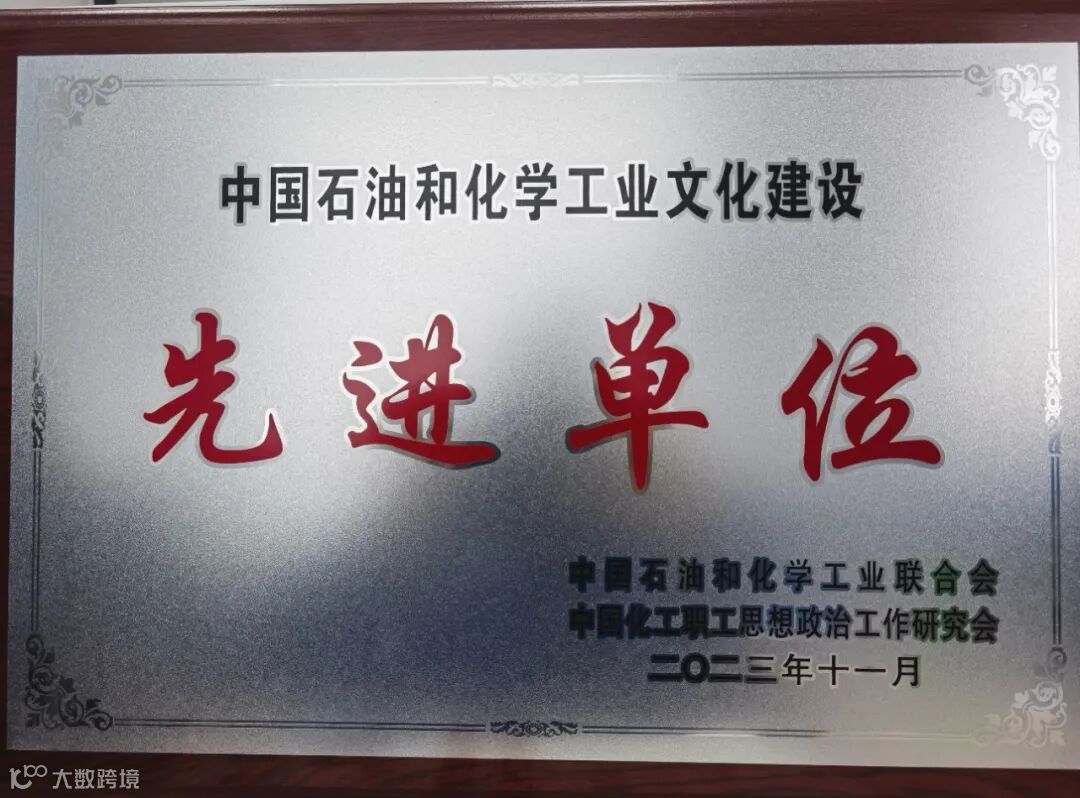 中国石油和化学工业文化建设
先进单位
中国石油和化学工业联合会
中国化工职工思想政治工作研究会
二〇二三年十一月
大数跨境